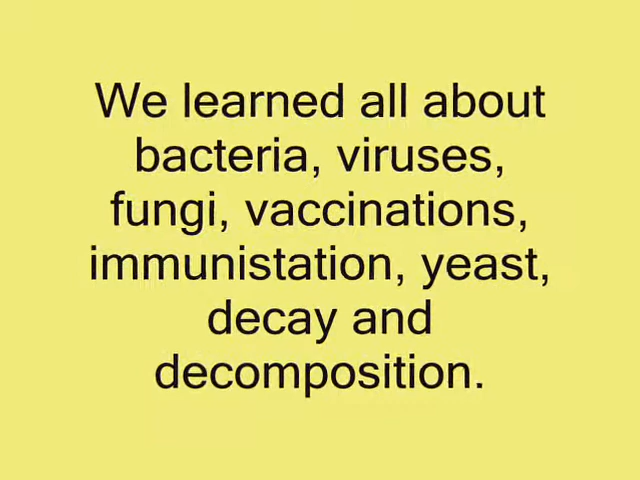 We learned all about
bacteria, viruses,
fungi, vaccinations,
immunistation, yeast,
decay and
decomposition.